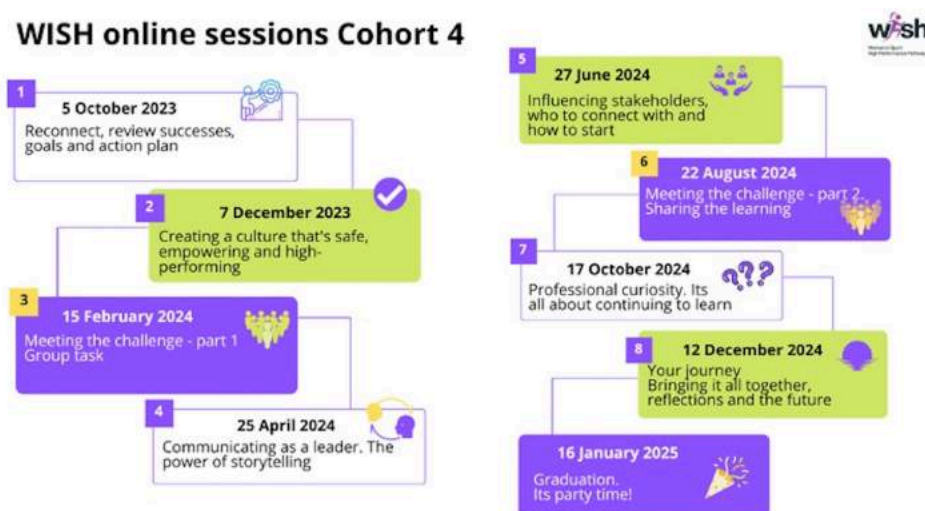 WISH online sessions Cohort 4
wish
1
5 October 2023
Reconnect, review successes,
goals and action plan
2
7 December 2023
Creating a culture that's safe,
empowering and high-
performing
3
15 February 2024
Meeting the challenge - part 1
Group task
4
25 April 2024
Communicating as a leader. The
power of storytelling
5
27 June 2024
Influencing stakeholders,
who to connect with and
how to start
6
22 August 2024
Meeting the challenge - part 2
Sharing the learning
7
17 October 2024
Professional curiosity. Its
all about continuing to learn
???
8
12 December 2024
Your journey
Bringing it all together,
reflections and the future
16 January 2025
Graduation.
Its party time!